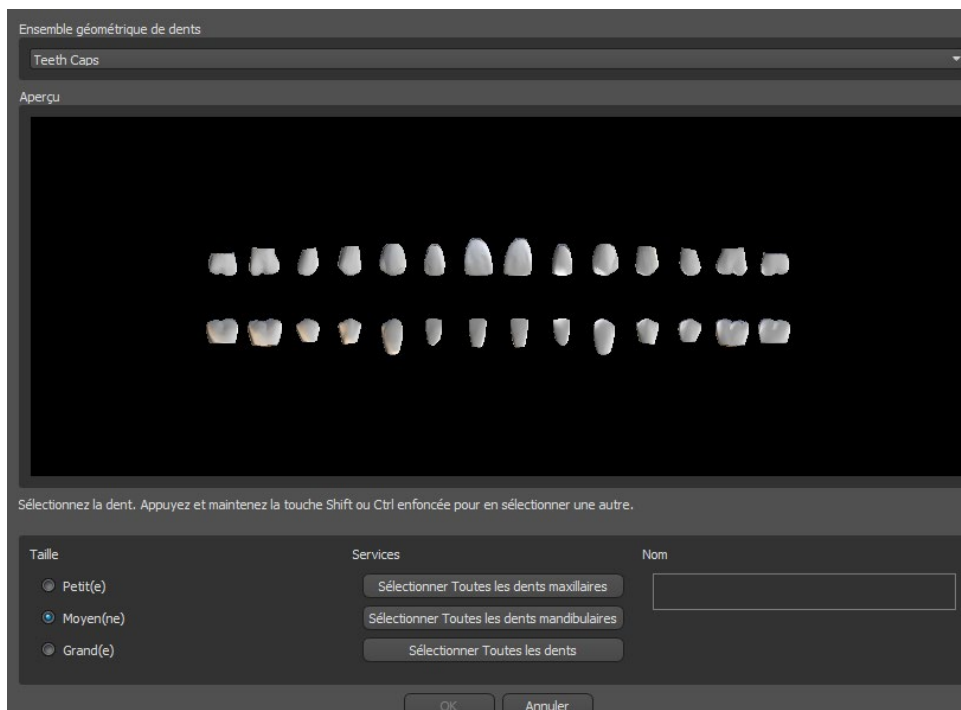 Ensemble géométrique de dents
Teeth Caps
Aperçu
Sélectionnez la dent. Appuyez et maintenez la touche Shift ou Ctrl enfoncée pour en sélectionner une autre.
Taille
Services
Nom
Petit(e)
Sélectionner Toutes les dents maxillaires
Moyen(ne)
Sélectionner Toutes les dents mandibulaires
Grand(e)
Sélectionner Toutes les dents
OK
Annuler